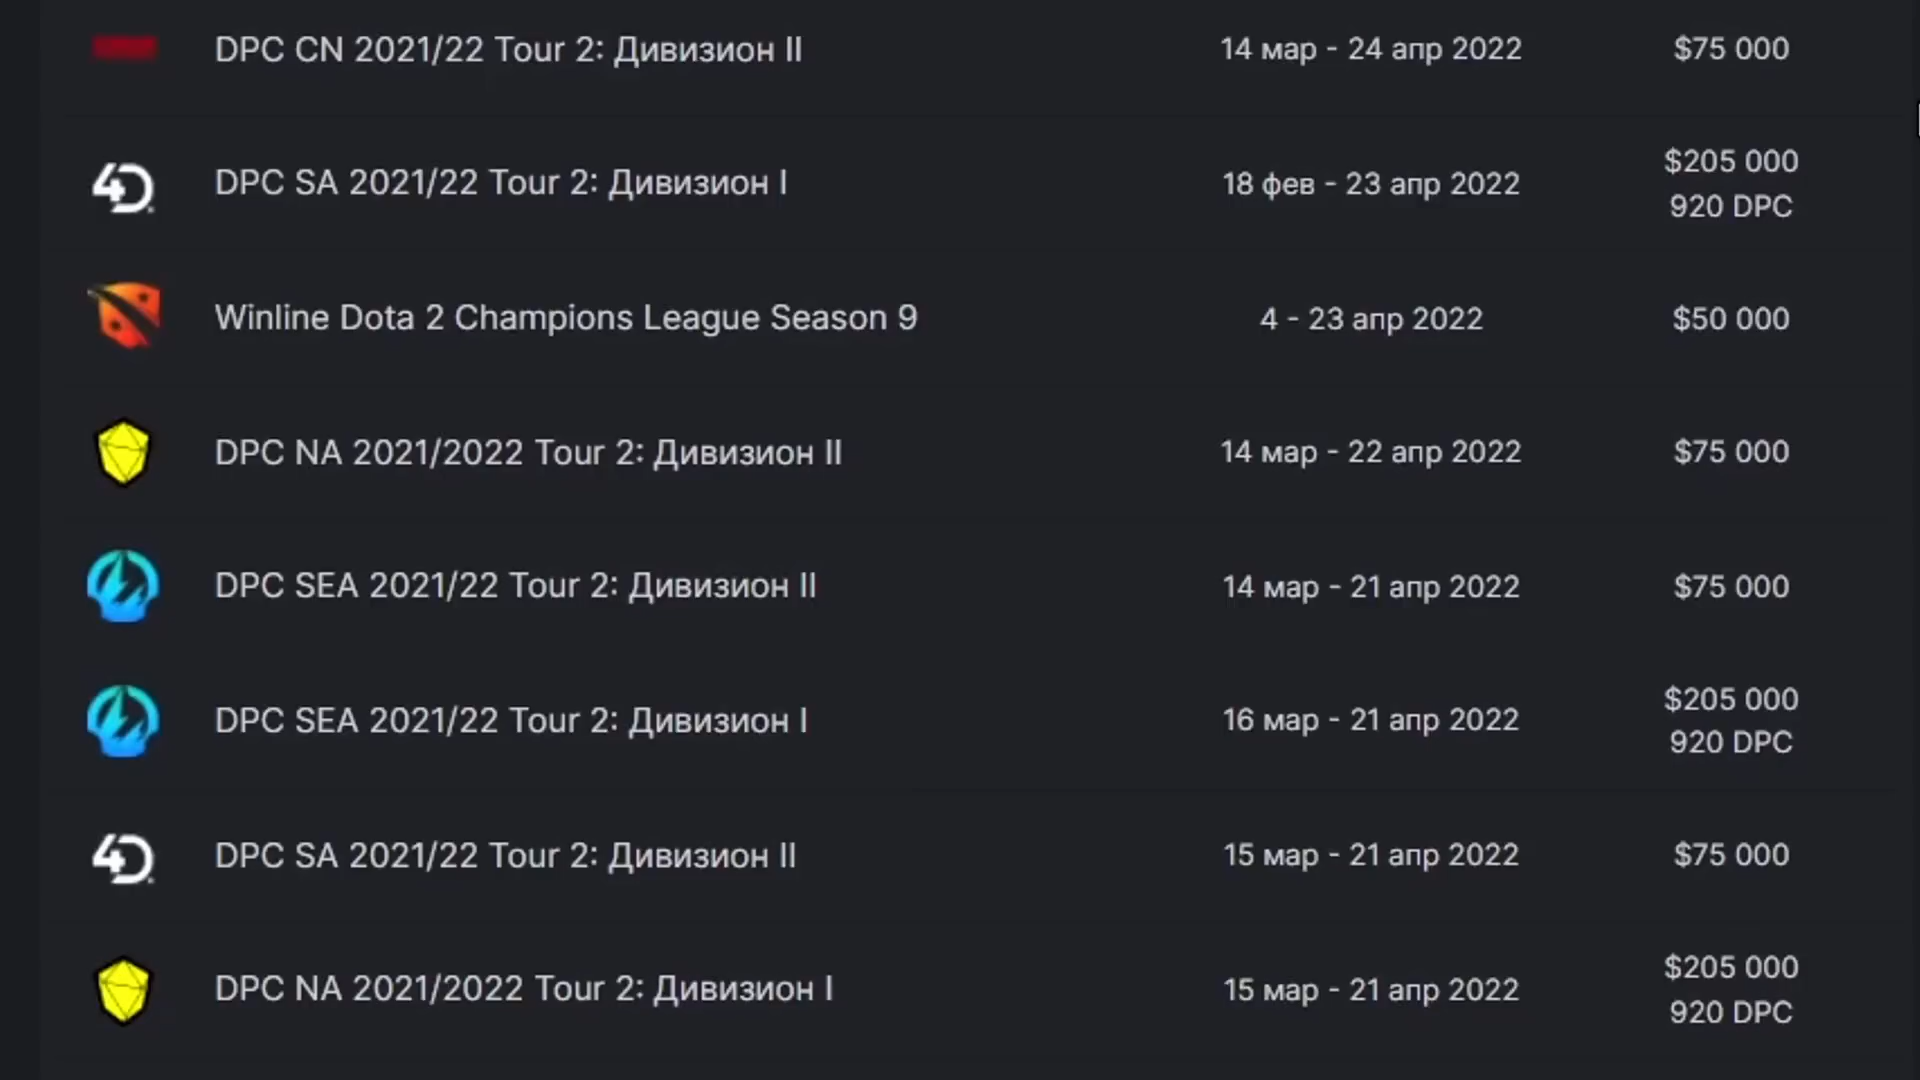 DPC CN 2021/22 Tour 2: Дивизион II 14 мар - 24 апр 2022 $75 000
4D DPC SA 2021/22 Tour 2: Дивизион I 18 фев - 23 апр 2022 $205 000
920 DPC
Winline Dota 2 Champions League Season 9 4 - 23 апр 2022 $50 000
DPC NA 2021/2022 Tour 2: Дивизион II 14 мар - 22 апр 2022 $75 000
DPC SEA 2021/22 Tour 2: Дивизион II 14 мар - 21 апр 2022 $75 000
DPC SEA 2021/22 Tour 2: Дивизион I 16 мар - 21 апр 2022 $205 000
920 DPC
4D DPC SA 2021/22 Tour 2: Дивизион II 15 мар - 21 апр 2022 $75 000
DPC NA 2021/2022 Tour 2: Дивизион I 15 мар - 21 апр 2022 $205 000
920 DPC